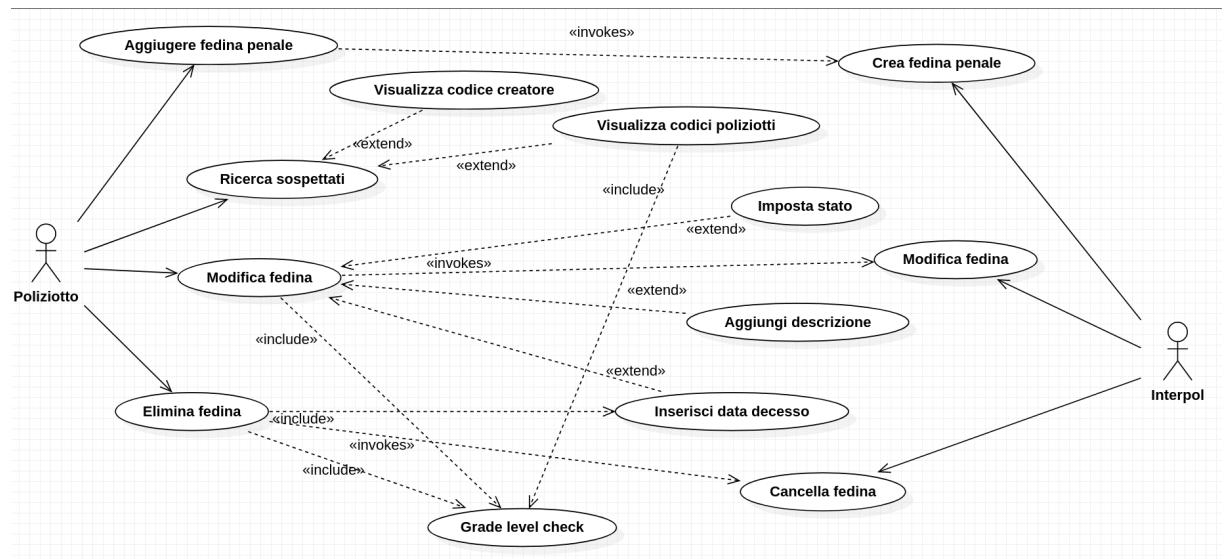 «invokes»
Aggiugere fedina penale
Crea fedina penale
Visualizza codice creatore
Visualizza codici poliziotti
«extend»
«extend»
Ricerca sospettati
«include»
Imposta stato
«extend»
«invokes»
Modifica fedina
Modifica fedina
«extend»
Poliziotto
Aggiungi descrizione
«include»
«extend»
Interpol
Elimina fedina
«include»
Inserisci data decesso
«invokes»
«include»
Cancella fedina
Grade level check